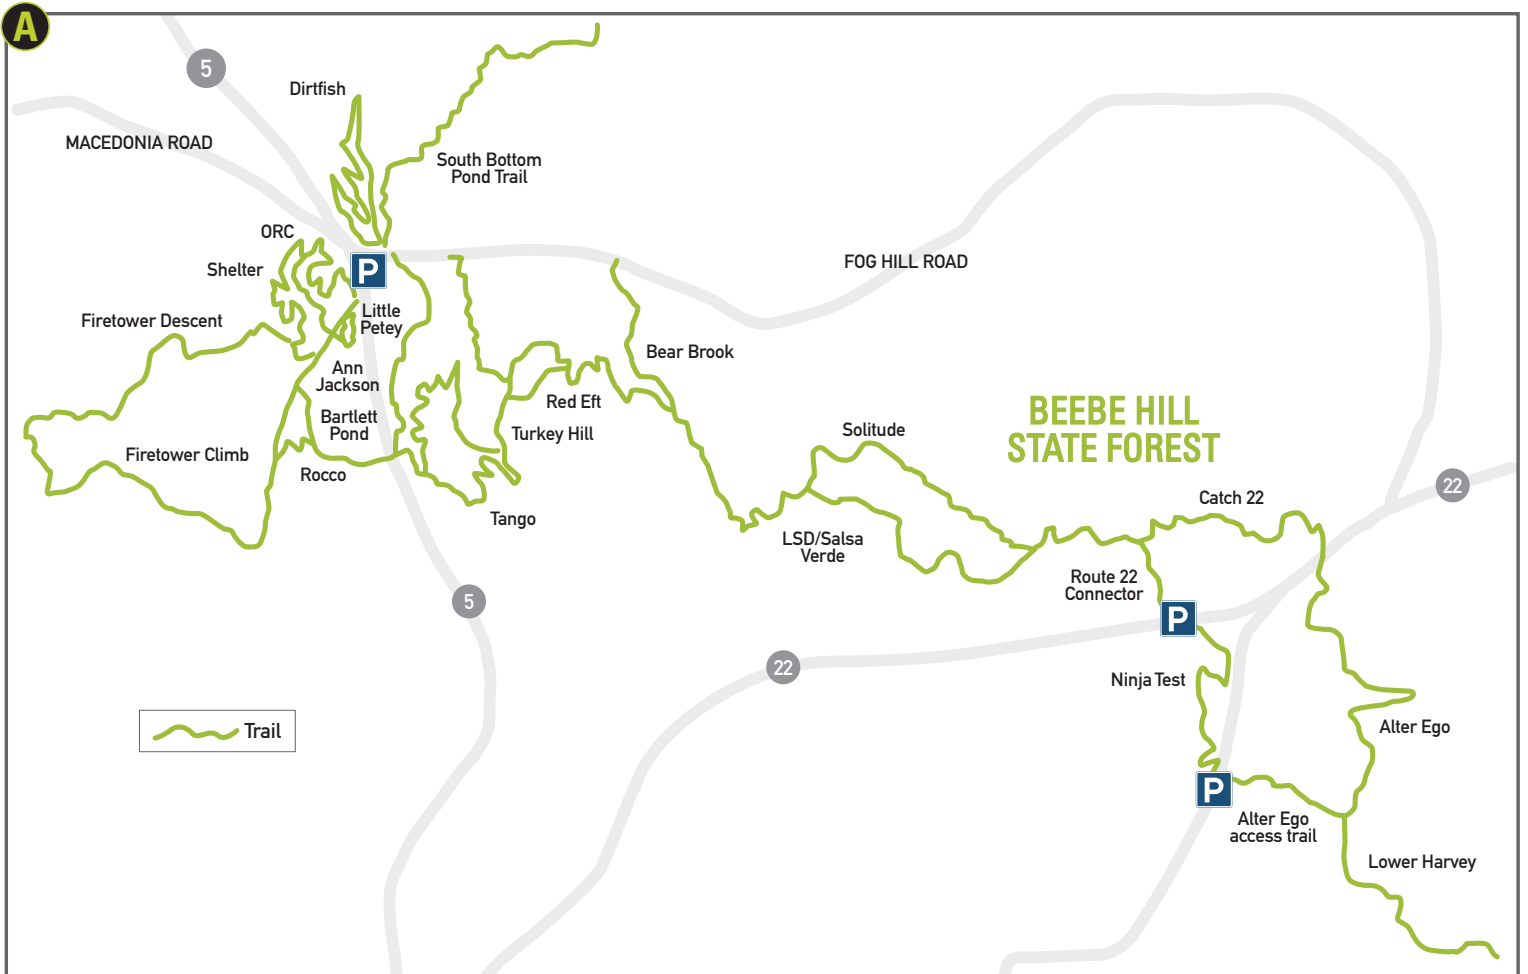 A
5
Dirtfish
MACEDONIA ROAD
South Bottom
Pond Trail
ORC
Shelter
P
FOG HILL ROAD
Firetower Descent
Little
Petey
Bear Brook
Ann
Jackson
Red Eft
Bartlett
Pond
Turkey Hill
BEEBE HILL
STATE FOREST
Solitude
Firetower Climb
Rocco
22
Catch 22
Tango
LSD/Salsa
Verde
Route 22
Connector
5
P
22
Ninja Test
Trail
Alter Ego
P
Alter Ego
access trail
Lower Harvey